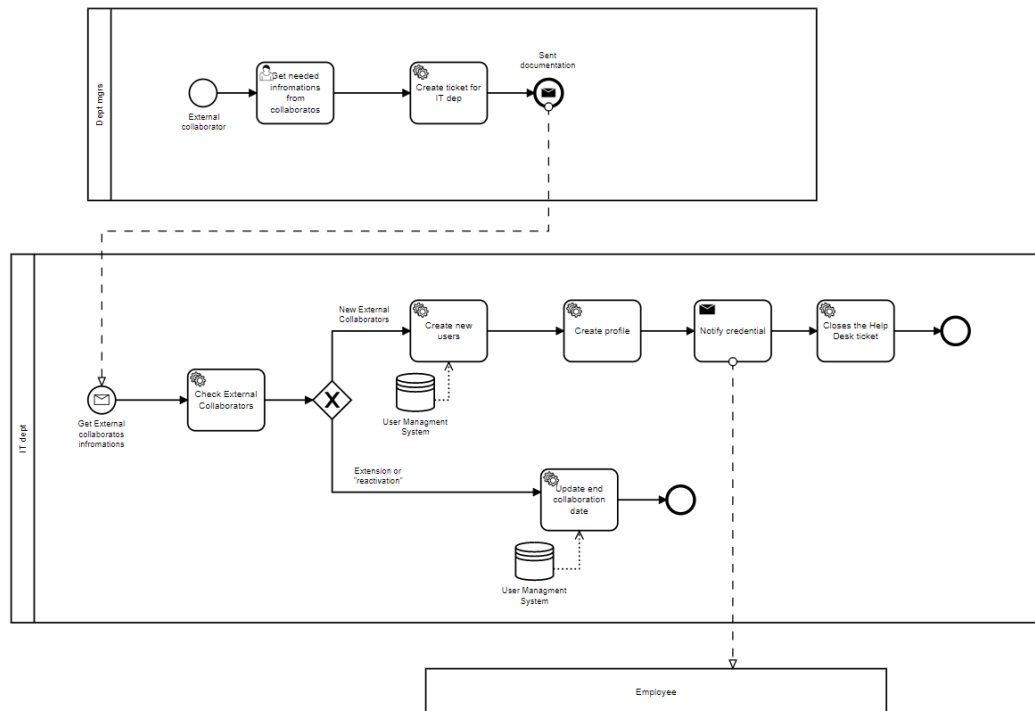 Dept mgrs
External
collaborator
Get needed
infromations
from
collaboratos
Create ticket for
IT dep
Sent
documentation
IT dept
Get External
collaboratos
infromations
Check External
Collaborators
New External
Collaborators
Create new
users
User Managment
System
Create profile
Notify credential
Closes the Help
Desk ticket
Extension or
"reactivation"
Update end
collaboration
date
User Managment
System
Employee